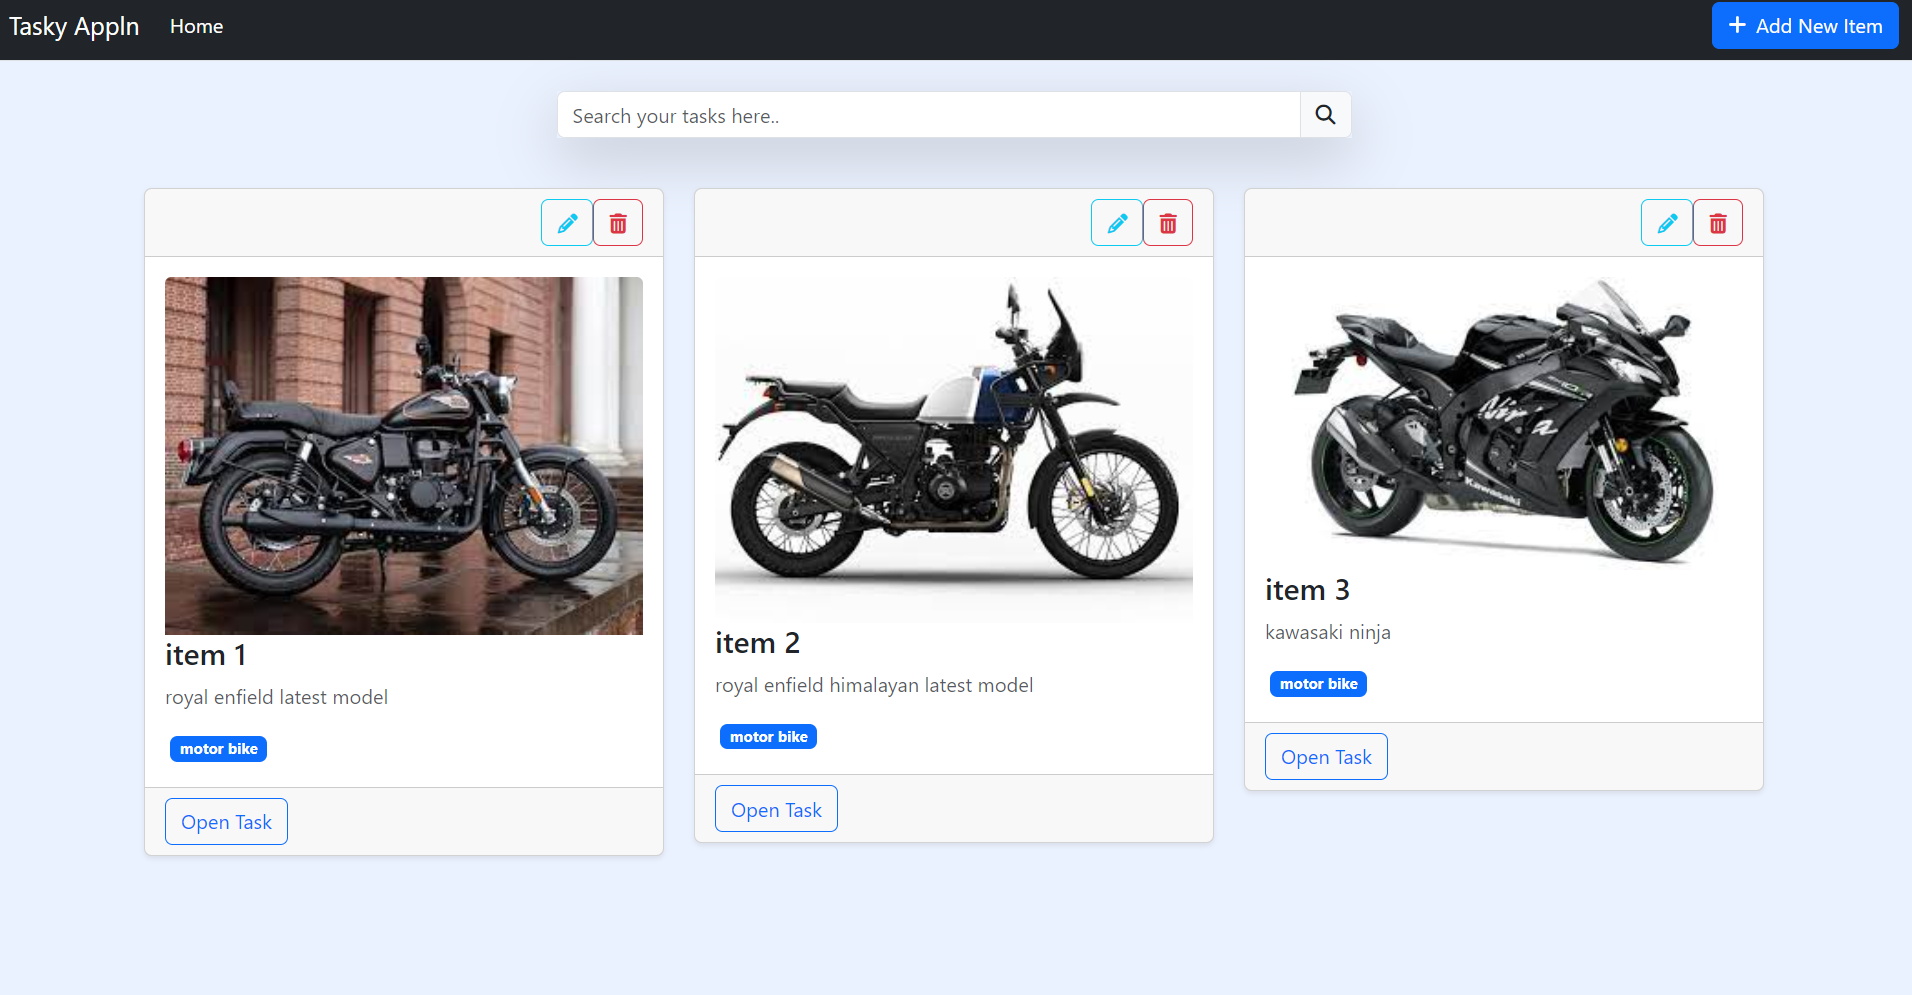 Tasky Appln Home Add New Item
Search your tasks here..
item 1
royal enfield latest model
motor bike
Open Task
item 2
royal enfield himalayan latest model
motor bike
Open Task
Ninja
Kawasaki
item 3
kawasaki ninja
motor bike
Open Task